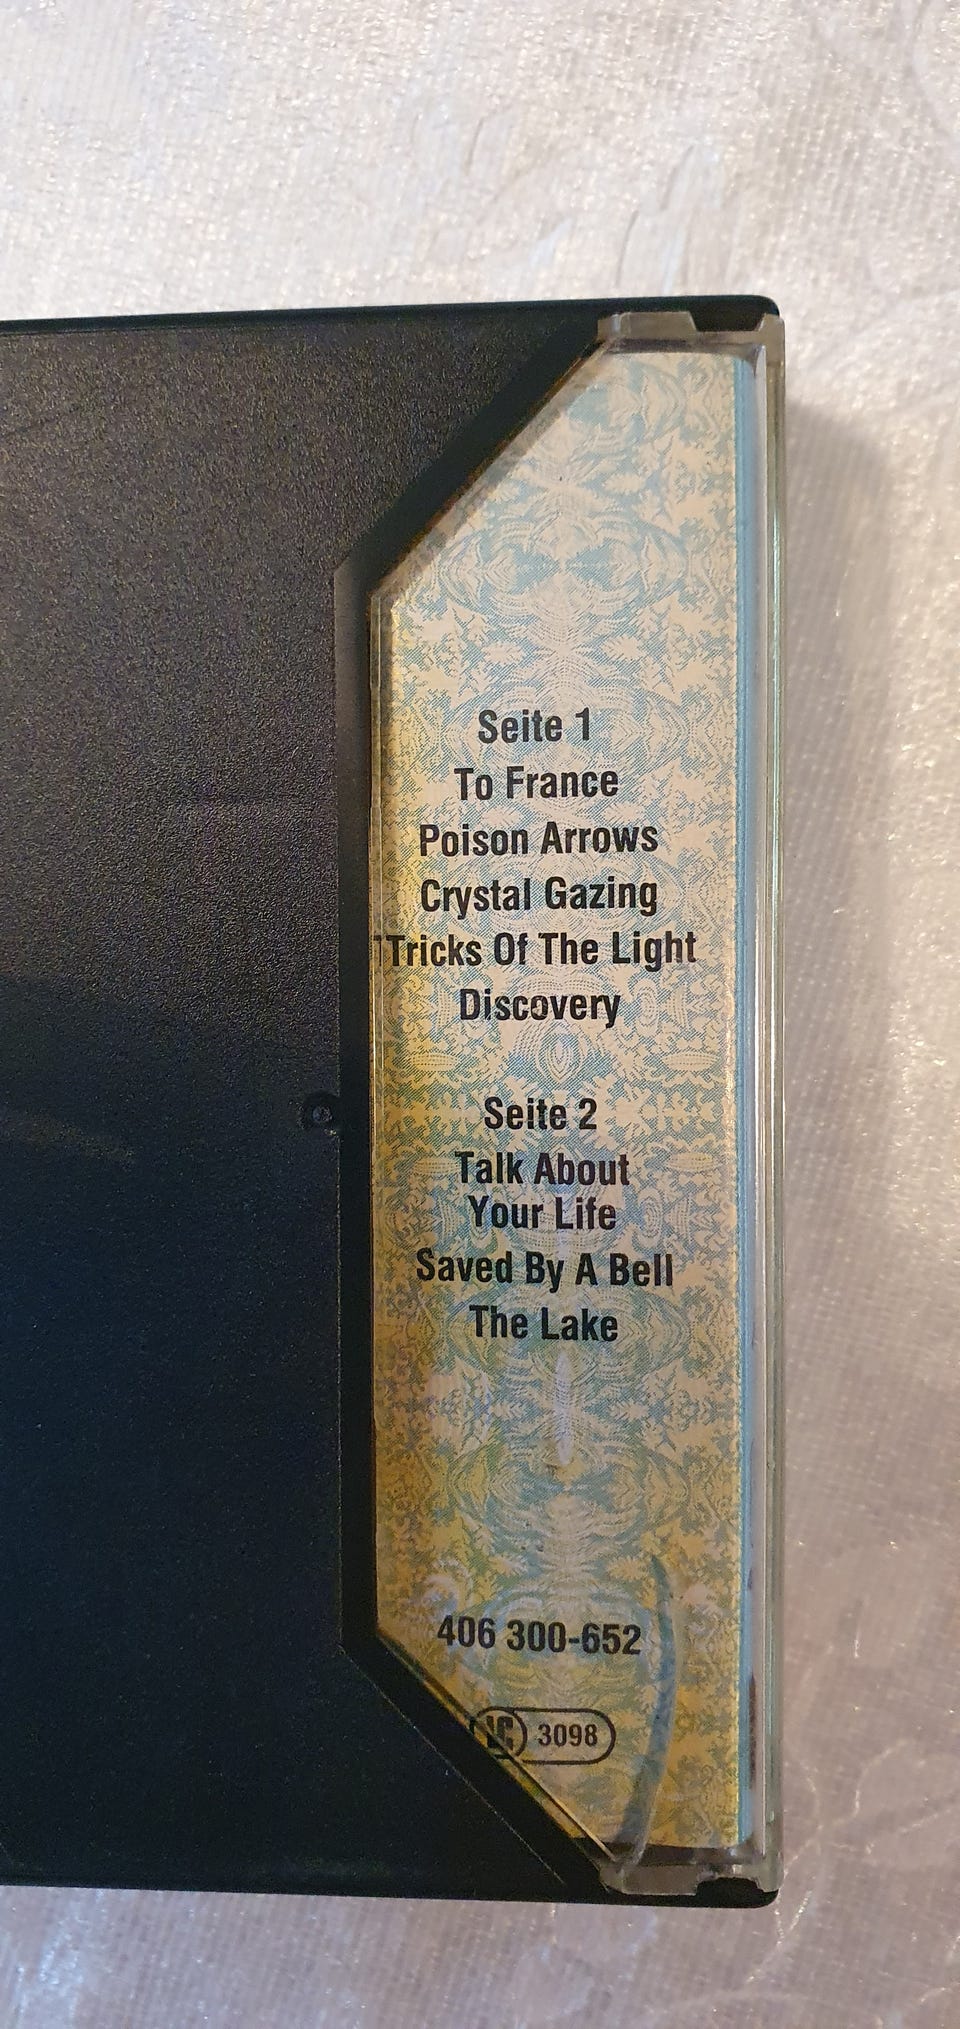 Seite 1
To France
Poison Arrows
Crystal Gazing
Tricks Of The Light
Discovery
Seite 2
Talk About
Your Life
Saved By A Bell
The Lake
406 300-652
LC 3098